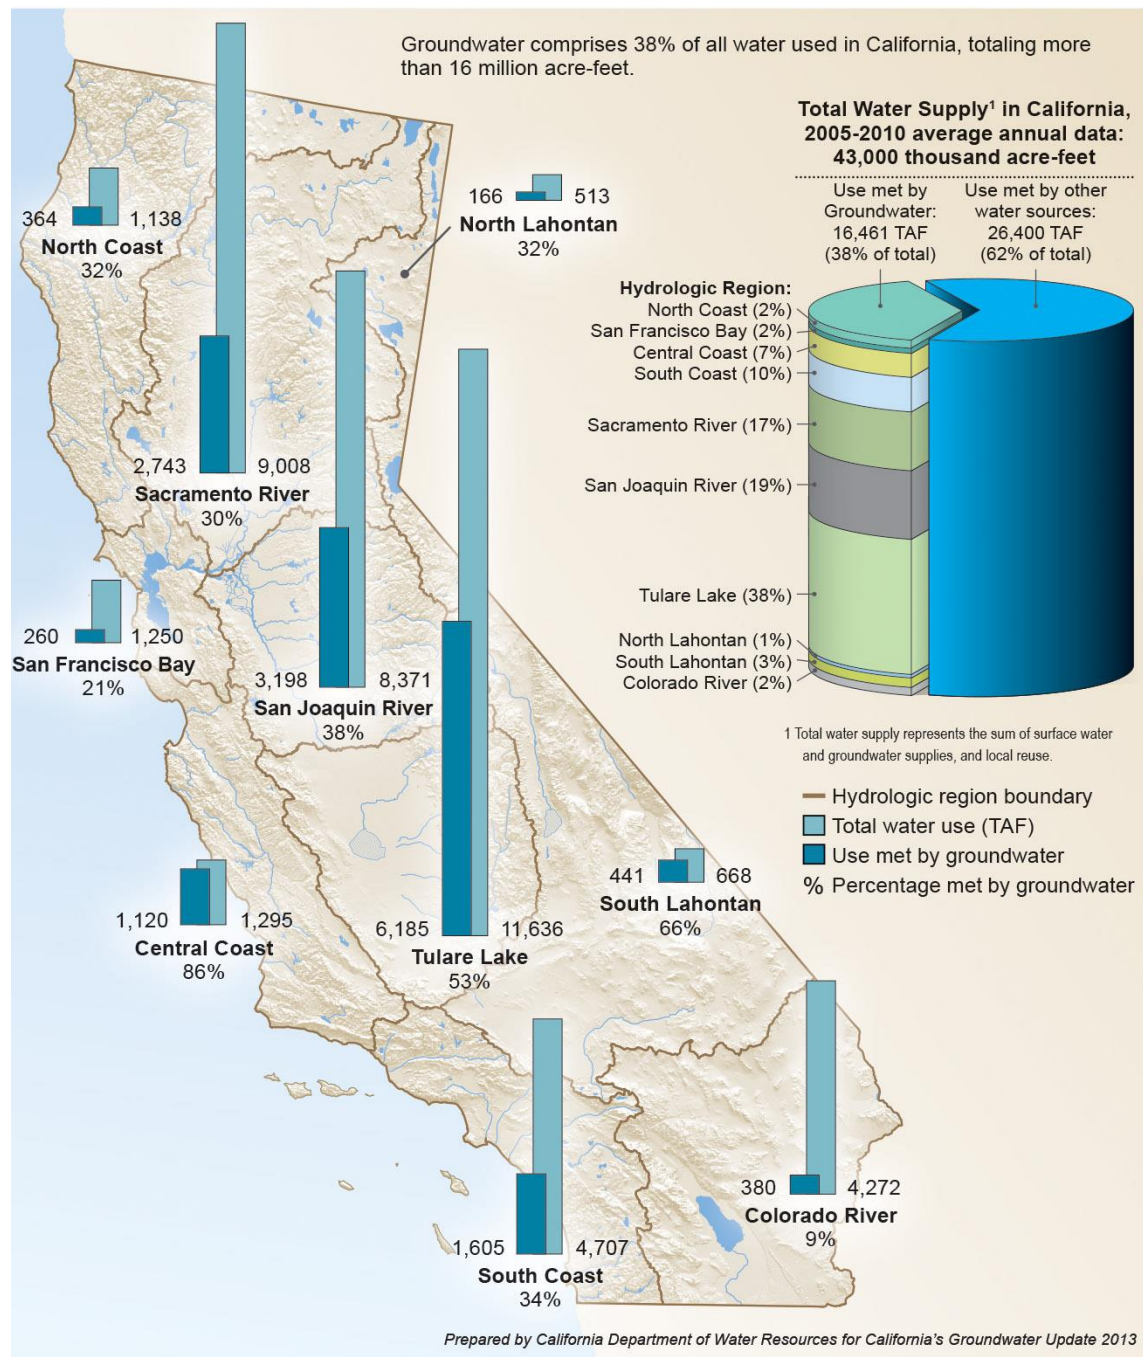 Groundwater comprises 38% of all water used in California, totaling more
than 16 million acre-feet.
Total Water Supply¹ in California,
2005-2010 average annual data:
43,000 thousand acre-feet
Use met by
Groundwater:
16,461 TAF
(38% of total)
Use met by other
water sources:
26,400 TAF
(62% of total)
Hydrologic Region:
North Coast (2%)
San Francisco Bay (2%)
Central Coast (7%)
South Coast (10%)
Sacramento River (17%)
San Joaquin River (19%)
Tulare Lake (38%)
North Lahontan (1%)
South Lahontan (3%)
Colorado River (2%)
1 Total water supply represents the sum of surface water
and groundwater supplies, and local reuse.
Hydrologic region boundary
Total water use (TAF)
Use met by groundwater
% Percentage met by groundwater
364 1,138
North Coast
32%
166 513
North Lahontan
32%
2,743 9,008
Sacramento River
30%
260 1,250
San Francisco Bay
21%
3,198 8,371
San Joaquin River
38%
1,120 1,295
Central Coast
86%
6,185 11,636
Tulare Lake
53%
441 668
South Lahontan
66%
380 4,272
Colorado River
9%
1,605 4,707
South Coast
34%
Prepared by California Department of Water Resources for California's Groundwater Update 2013